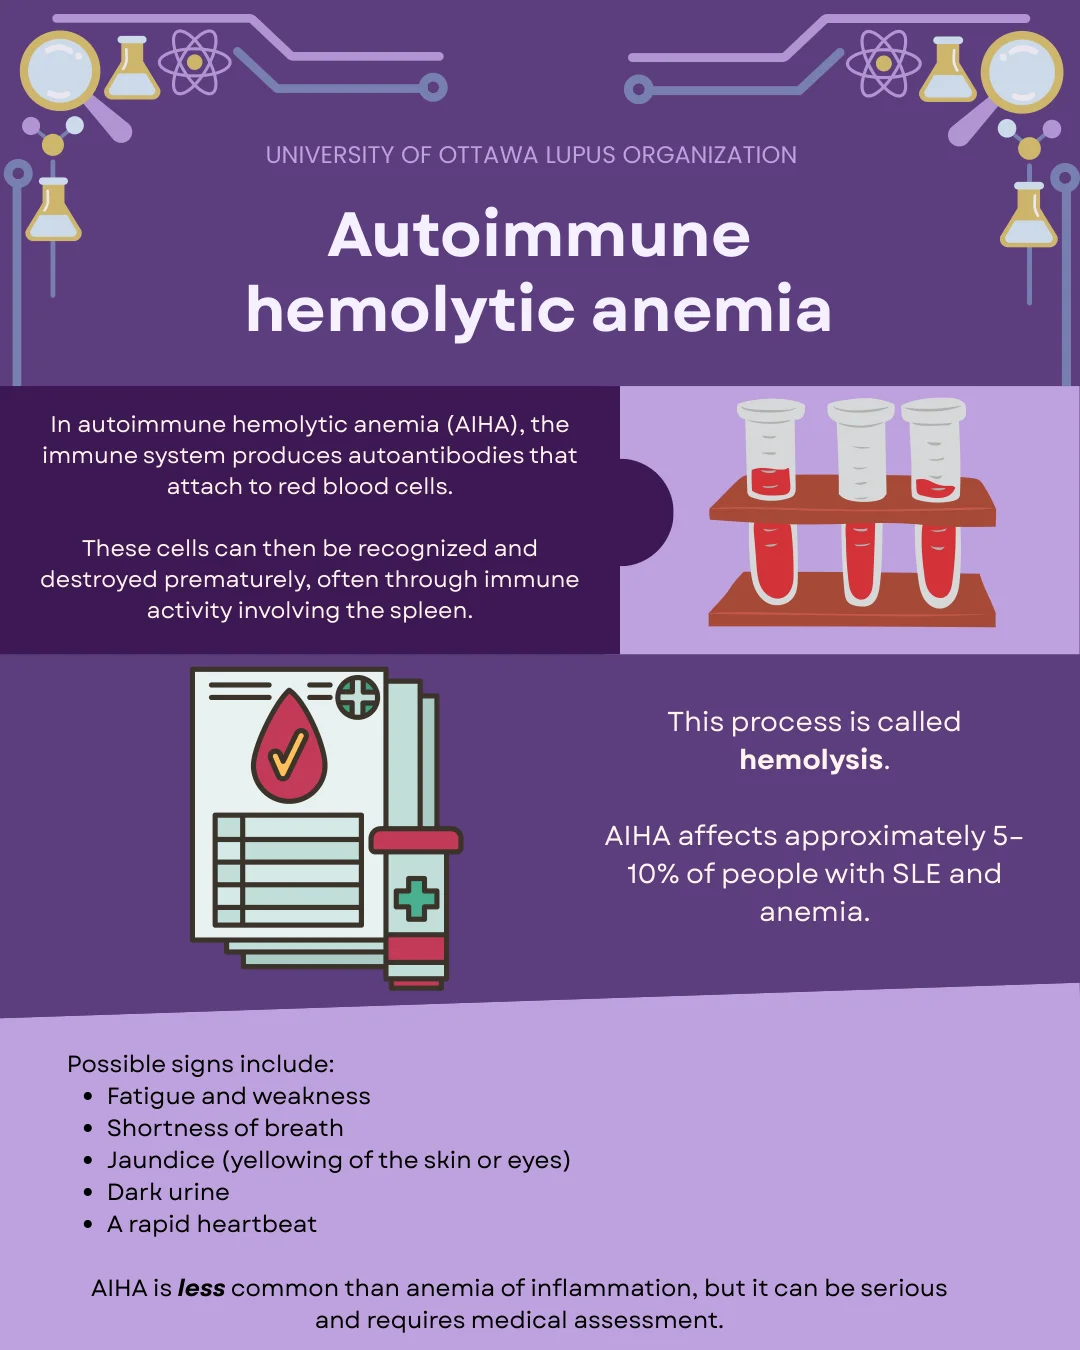 UNIVERSITY OF OTTAWA LUPUS ORGANIZATION
Autoimmune
hemolytic anemia
In autoimmune hemolytic anemia (AIHA), the
immune system produces autoantibodies that
attach to red blood cells.
These cells can then be recognized and
destroyed prematurely, often through immune
activity involving the spleen.
This process is called
hemolysis.
AIHA affects approximately 5–
10% of people with SLE and
anemia.
Possible signs include:
• Fatigue and weakness
• Shortness of breath
• Jaundice (yellowing of the skin or eyes)
• Dark urine
• A rapid heartbeat
AIHA is less common than anemia of inflammation, but it can be serious
and requires medical assessment.